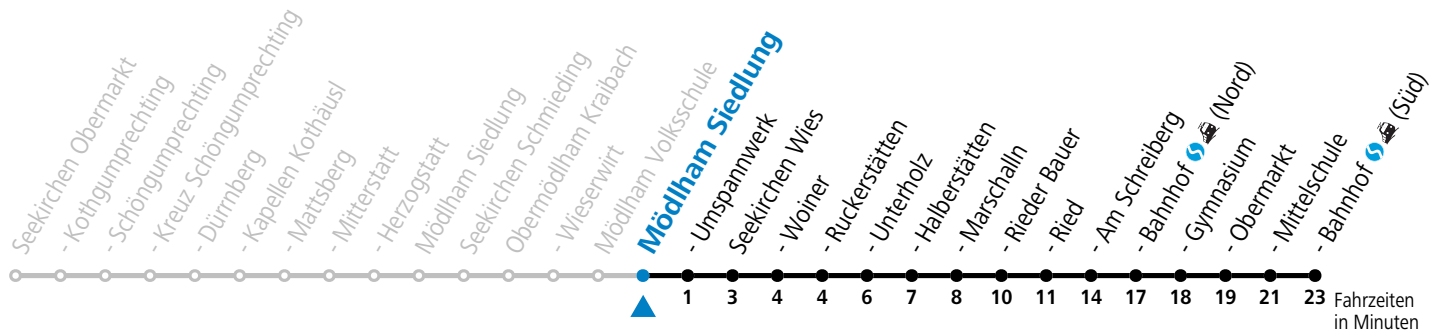 Seekirchen Obermarkt
- Kothgumprechting
- Schöngumprechting
- Kreuz Schöngumprechting
- Dürrnberg
- Kapellen Kothäusl
- Mattsberg
- Mitterstatt
- Herzogstatt
Mödlham Siedlung
Seekirchen Schmieding
Obermödlham Kraibach
- Wieserwirt
Mödlham Volksschule
Mödlham Siedlung
- Umspannwerk
Seekirchen Wies
- Woiner
- Ruckerstätten
- Unterholz
- Halberstätten
- Marschalln
- Rieder Bauer
- Ried
- Am Schreiberg
- Bahnhof (Nord)
- Gymnasium
- Obermarkt
- Mittelschule
- Bahnhof (Süd)
1 3 4 4 6 7 8 10 11 14 17 18 19 21 23 Fahrzeiten
in Minuten